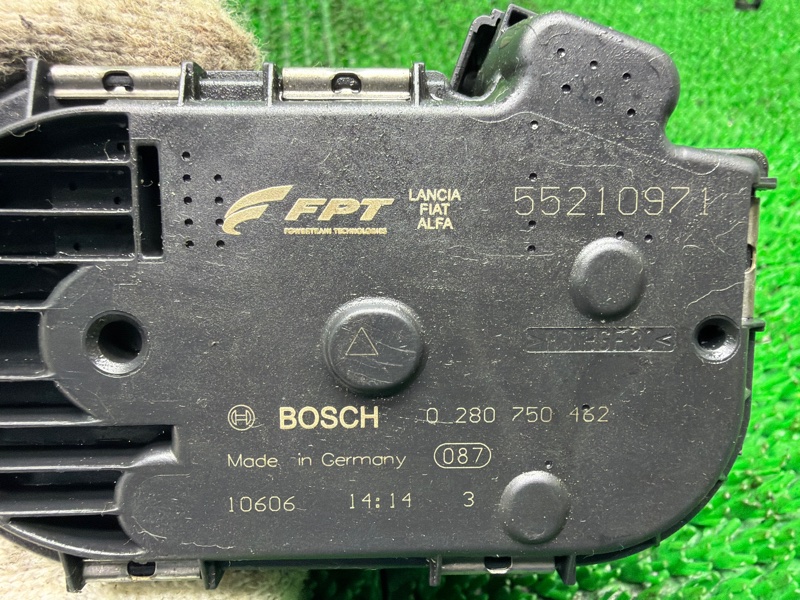 FPT
POWERTRAIN TECHNOLOGIES
LANCIA
FIAT
ALFA
55210971
BOSCH 0 280 750 462
Made in Germany 087
10606 14:14 3